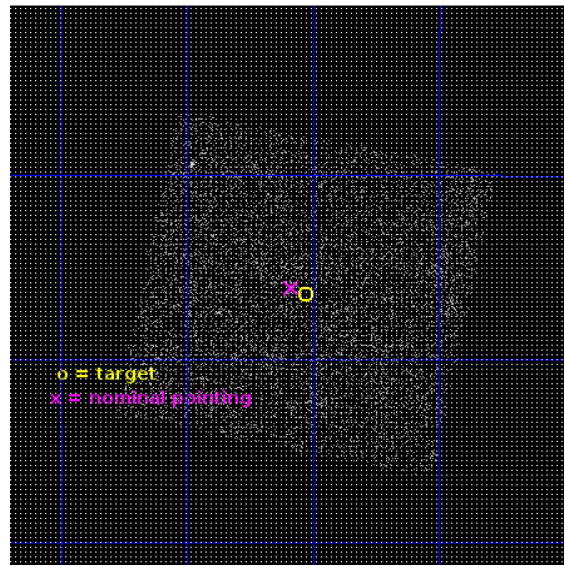 o = target
x = nominal pointing